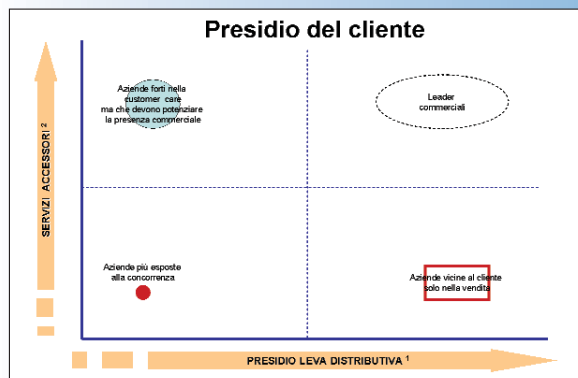 Presidio del cliente
Aziende forti nella
customer care
ma che devono potenziare
la presenza commerciale
Leader
commerciali
SERVIZI ACCESSORI 2
Aziende più esposte
alla concorrenza
Aziende vicine al cliente
solo nella vendita
PRESIDIO LEVA DISTRIBUTIVA 1